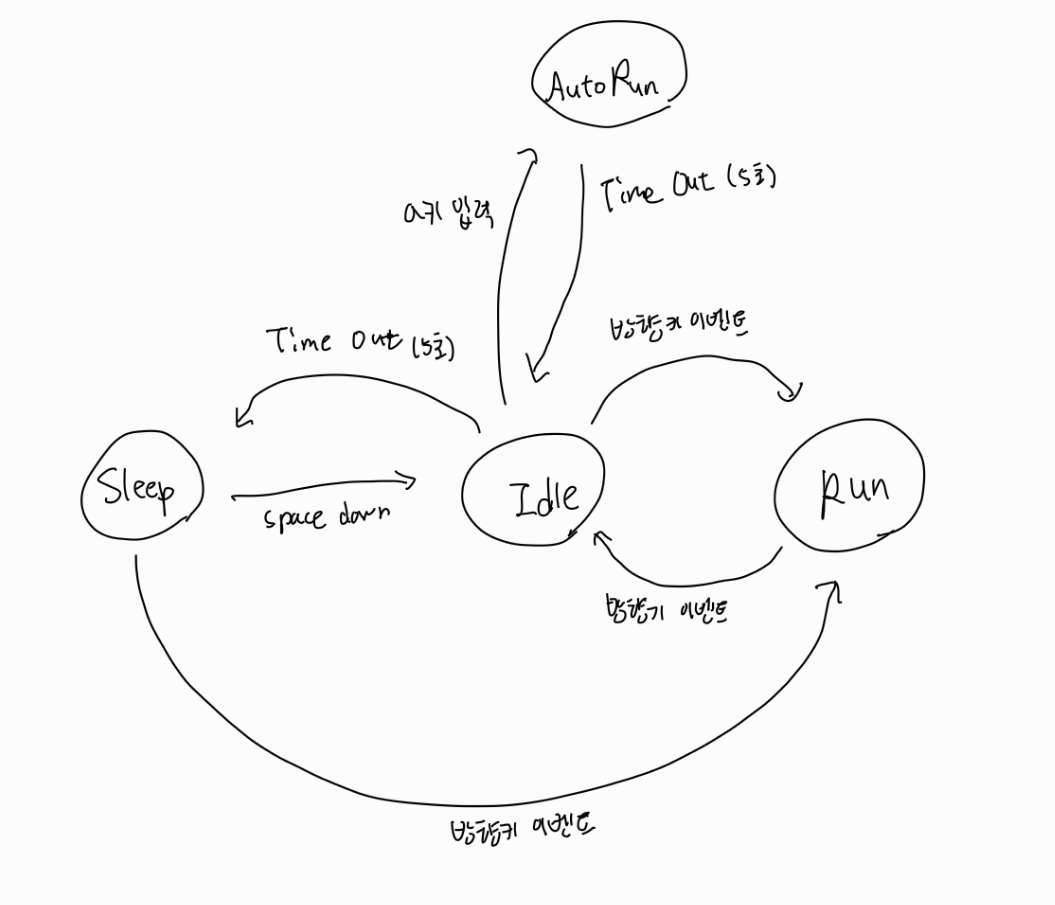 AutoRun
a키 입력
Time Out (5초)
Time Out (5초)
방향키 이벤트
Sleep
space down
Idle
Run
방향키 이벤트
방향키 이벤트